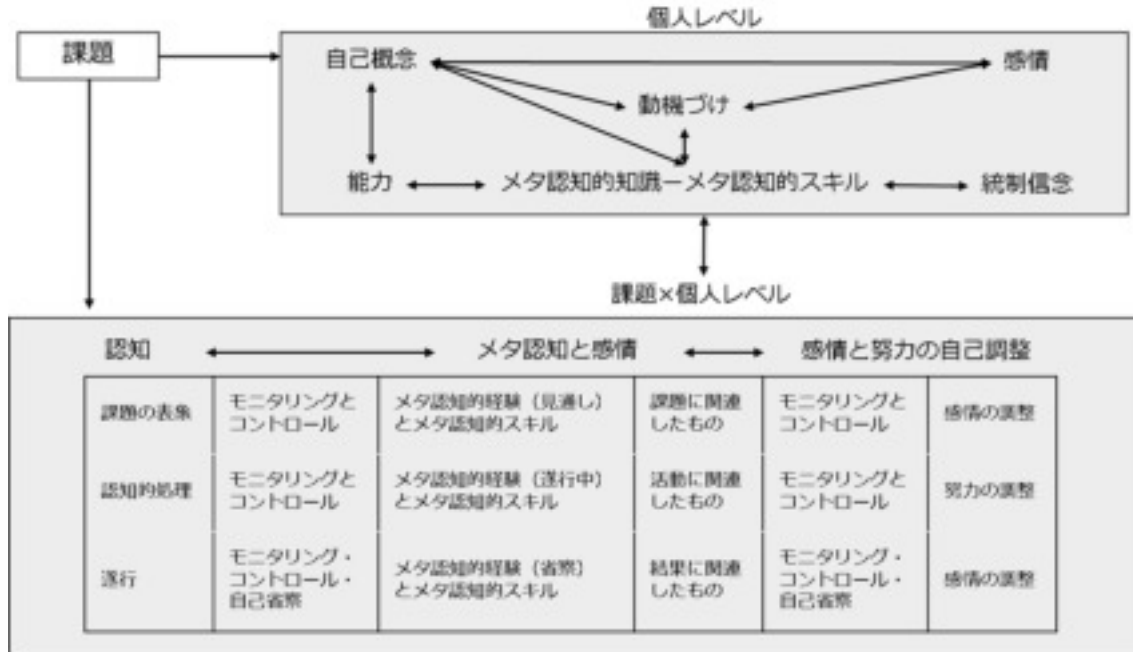 個人レベル
課題
自己概念
感情
動機づけ
能力
メタ認知的知識ーメタ認知的スキル
統制信念
課題×個人レベル
認知
メタ認知と感情
感情と努力の自己調整
課題の表象
モニタリングと
コントロール
メタ認知的経験（見通し）
とメタ認知的スキル
課題に関連
したもの
モニタリングと
コントロール
感情の調整
認知的処理
モニタリングと
コントロール
メタ認知的経験（遂行中）
とメタ認知的スキル
活動に関連
したもの
モニタリングと
コントロール
努力の調整
遂行
モニタリング・
コントロール・
自己省察
メタ認知的経験（省察）
とメタ認知的スキル
結果に関連
したもの
モニタリング・
コントロール・
自己省察
感情の調整